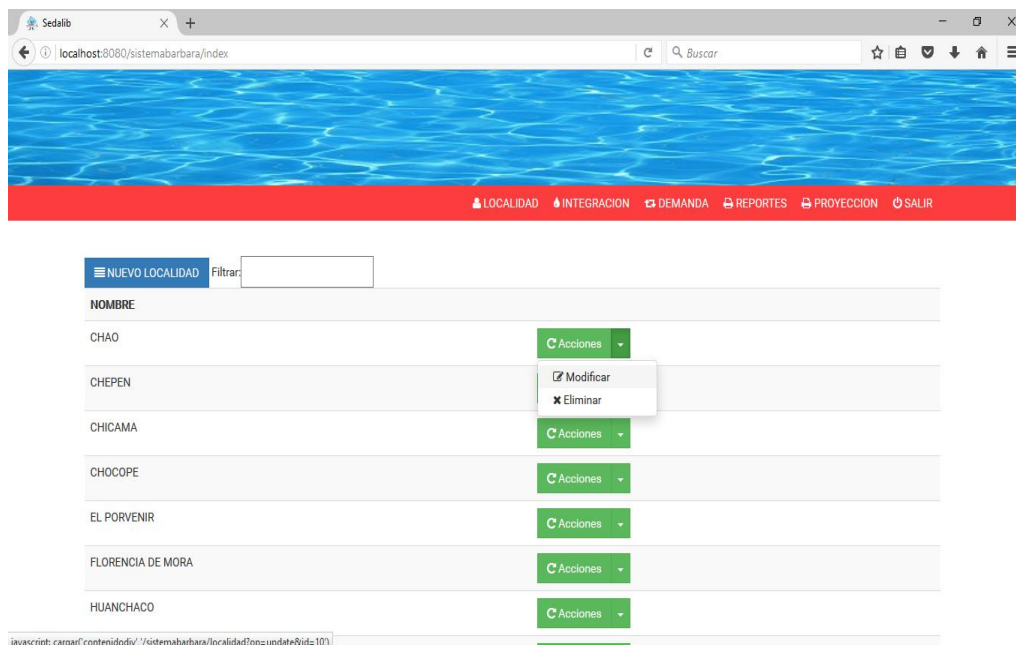 Sedalib
localhost:8080/sistemabarbara/index
Buscar
LOCALIDAD INTEGRACION DEMANDA REPORTES PROYECCION SALIR
NUEVO LOCALIDAD Filtrar:
NOMBRE
CHAO
Acciones
Modificar
CHEPEN
Eliminar
CHICAMA
Acciones
CHOCOPE
Acciones
EL PORVENIR
Acciones
FLORENCIA DE MORA
Acciones
HUANCHACO
Acciones
javascript: cargar('contenidodiv','/sistemabarbara/localidad?op=update&id=10')